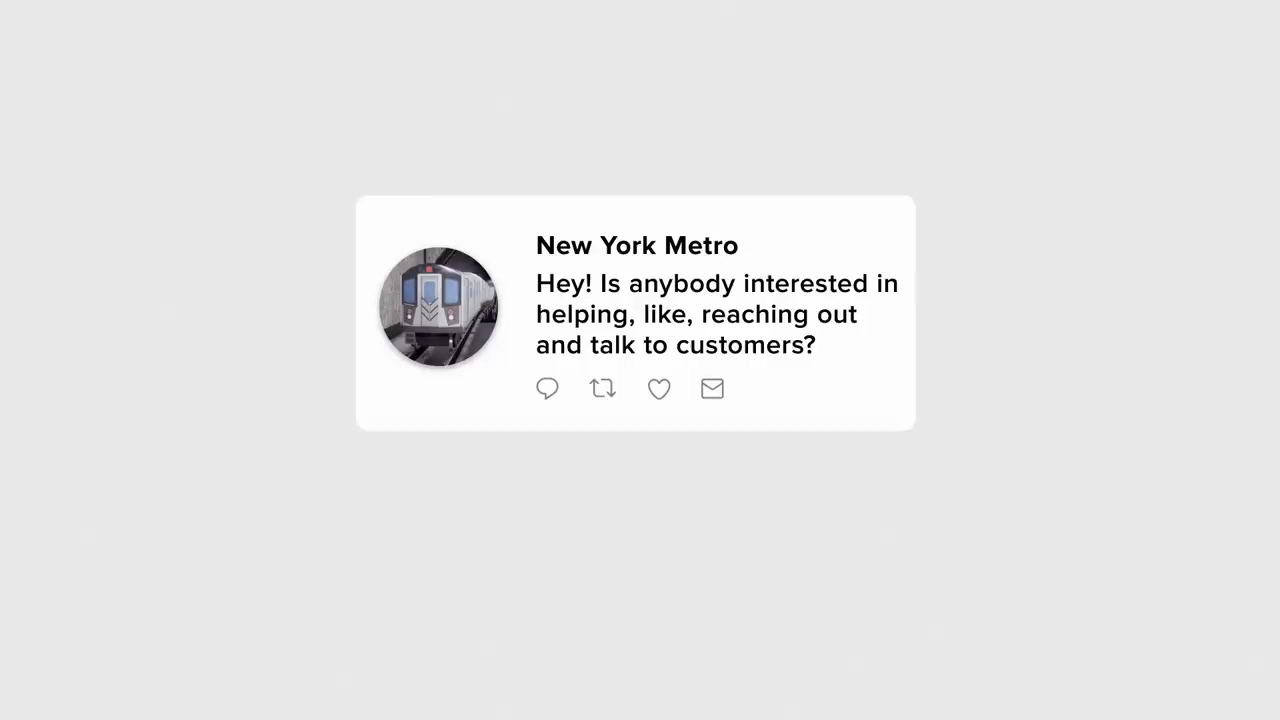 New York Metro
Hey! Is anybody interested in
helping, like, reaching out
and talk to customers?